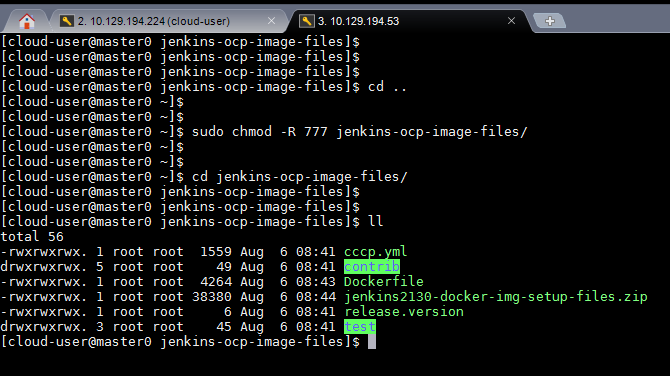 2. 10.129.194.224 (cloud-user)
3. 10.129.194.53
[cloud-user@master0 jenkins-ocp-image-files]$
[cloud-user@master0 jenkins-ocp-image-files]$
[cloud-user@master0 jenkins-ocp-image-files]$
[cloud-user@master0 jenkins-ocp-image-files]$ cd ..
[cloud-user@master0 ~]$
[cloud-user@master0 ~]$
[cloud-user@master0 ~]$ sudo chmod -R 777 jenkins-ocp-image-files/
[cloud-user@master0 ~]$
[cloud-user@master0 ~]$
[cloud-user@master0 ~]$ cd jenkins-ocp-image-files/
[cloud-user@master0 jenkins-ocp-image-files]$
[cloud-user@master0 jenkins-ocp-image-files]$
[cloud-user@master0 jenkins-ocp-image-files]$ ll
total 56
-rwxrwxrwx. 1 root root  1559 Aug  6 08:41 cccp.yml
drwxrwxrwx. 5 root root    49 Aug  6 08:41 contrib
-rwxrwxrwx. 1 root root  4264 Aug  6 08:43 Dockerfile
-rwxrwxrwx. 1 root root 38380 Aug  6 08:44 jenkins2130-docker-img-setup-files.zip
-rwxrwxrwx. 1 root root     6 Aug  6 08:41 release.version
drwxrwxrwx. 3 root root    45 Aug  6 08:41 test
[cloud-user@master0 jenkins-ocp-image-files]$